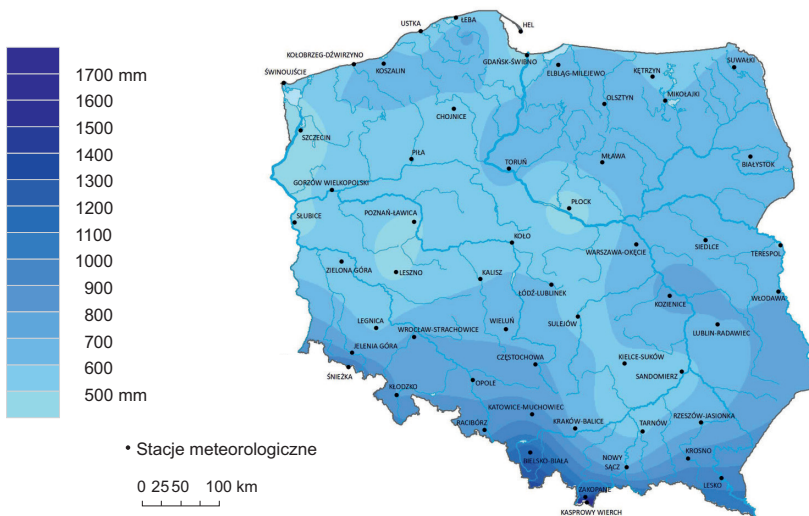 1700 mm
1600
1500
1400
1300
1200
1100
1000
900
800
700
600
500 mm
• Stacje meteorologiczne
0 25 50 100 km
ŁEBA
USTKA
HEL
KOŁOBRZEG-DŹWIRZYNO
KOSZALIN
GDAŃSK-ŚWIBNO
ŚWINOUJŚCIE
ELBLĄG-MILEJEWO
KĘTRZYN
SUWAŁKI
OLSZTYN
MIKOŁAJKI
CHOJNICE
SZCZECIN
PIŁA
TORUŃ
MŁAWA
BIAŁYSTOK
GORZÓW WIELKOPOLSKI
PŁOCK
SŁUBICE
POZNAŃ-ŁAWICA
KOŁO
WARSZAWA-OKĘCIE
SIEDLCE
TERESPOL
ZIELONA GÓRA
LESZNO
KALISZ
ŁÓDŹ-LUBLINEK
KOZIENICE
WŁODAWA
LEGNICA
WROCŁAW-STRACHOWICE
WIELUŃ
SULEJÓW
LUBLIN-RADAWIEC
JELENIA GÓRA
ŚNIEŻKA
CZĘSTOCHOWA
KIELCE-SUKÓW
SANDOMIERZ
KŁODZKO
OPOLE
KATOWICE-MUCHOWIEC
RACIBÓRZ
KRAKÓW-BALICE
TARNÓW
RZESZÓW-JASIONKA
BIELSKO-BIAŁA
NOWY
SĄCZ
KROSNO
LESKO
ZAKOPANE
KASPROWY WIERCH